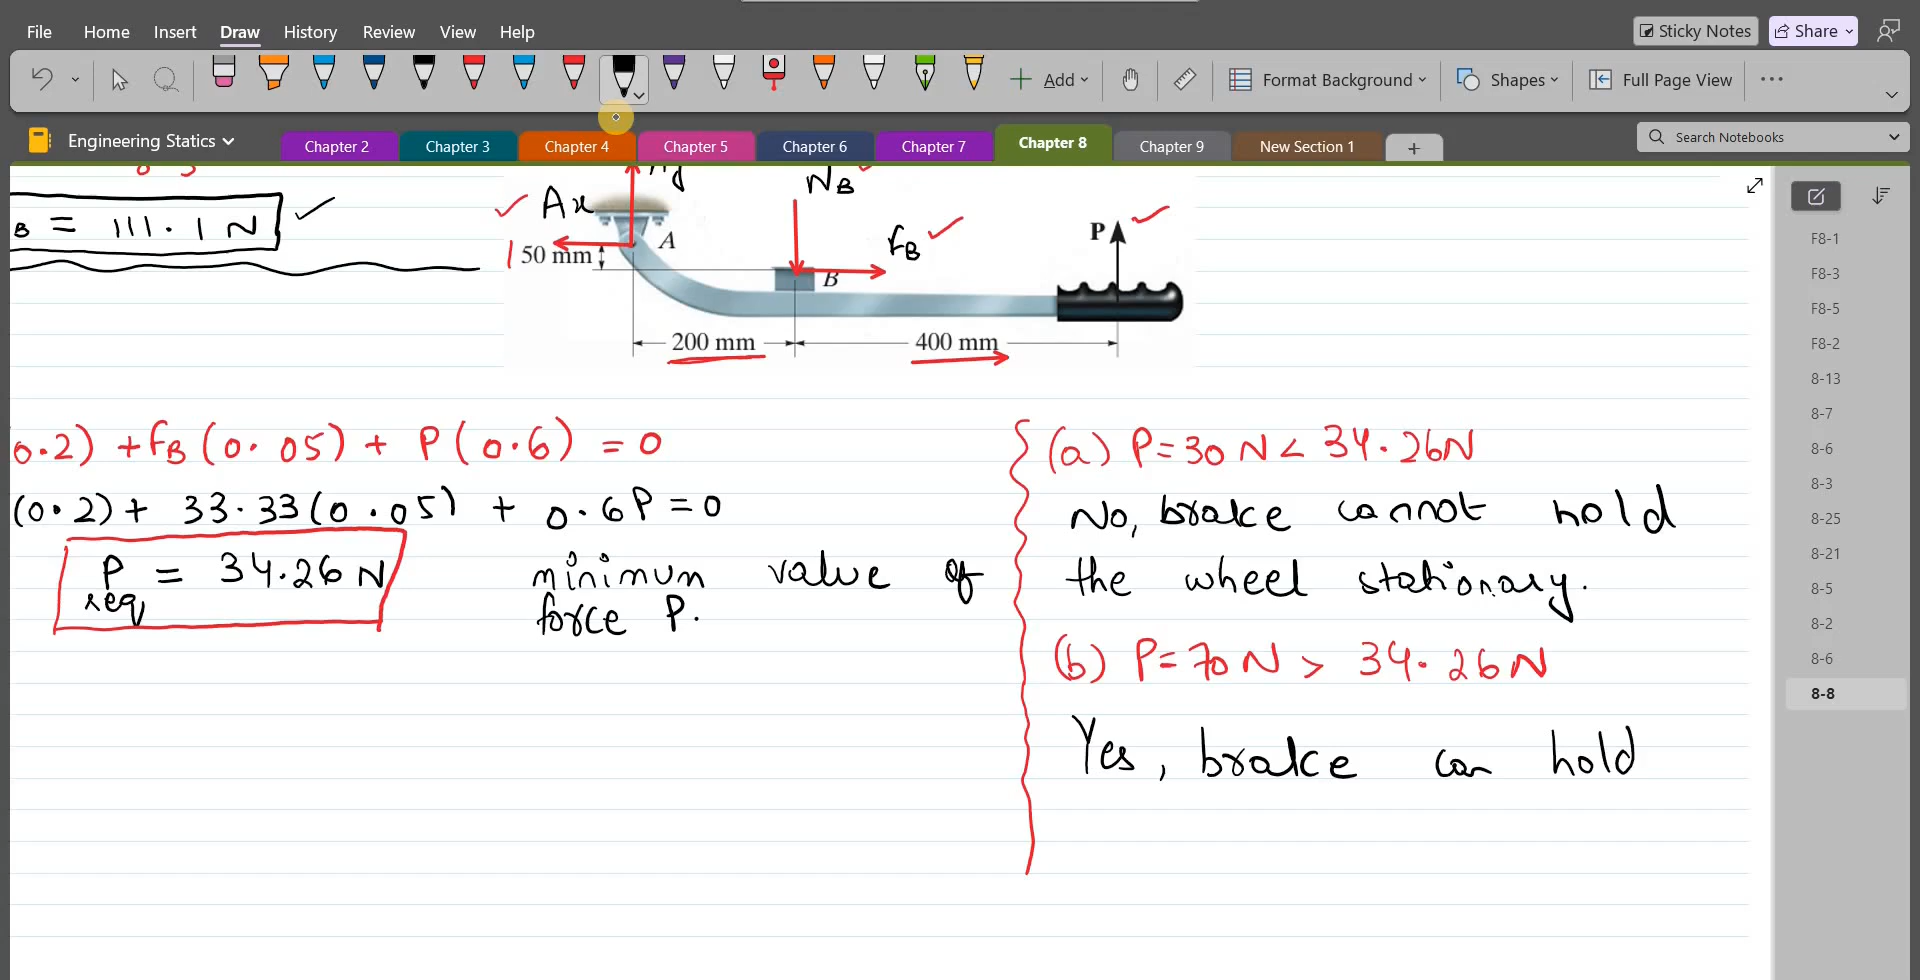 File Home Insert Draw History Review View Help
Sticky Notes Share
Add Format Background Shapes Full Page View
Engineering Statics
Chapter 2 Chapter 3 Chapter 4 Chapter 5 Chapter 6 Chapter 7 Chapter 8 Chapter 9 New Section 1 +
Search Notebooks
B = 111.1 N
Ax
NB
FB
P
A
50 mm
B
200 mm
400 mm
0.2) + FB (0.05) + P (0.6) = 0
(0.2) + 33.33 (0.05) + 0.6P = 0
P = 34.26 N
req
minimum value of
force P.
(a) P = 30 N < 34.26 N
No, brake cannot hold
the wheel stationary.
(b) P = 70 N > 34.26 N
Yes, brake can hold
F8-1
F8-3
F8-5
F8-2
8-13
8-7
8-6
8-3
8-25
8-21
8-5
8-2
8-6
8-8